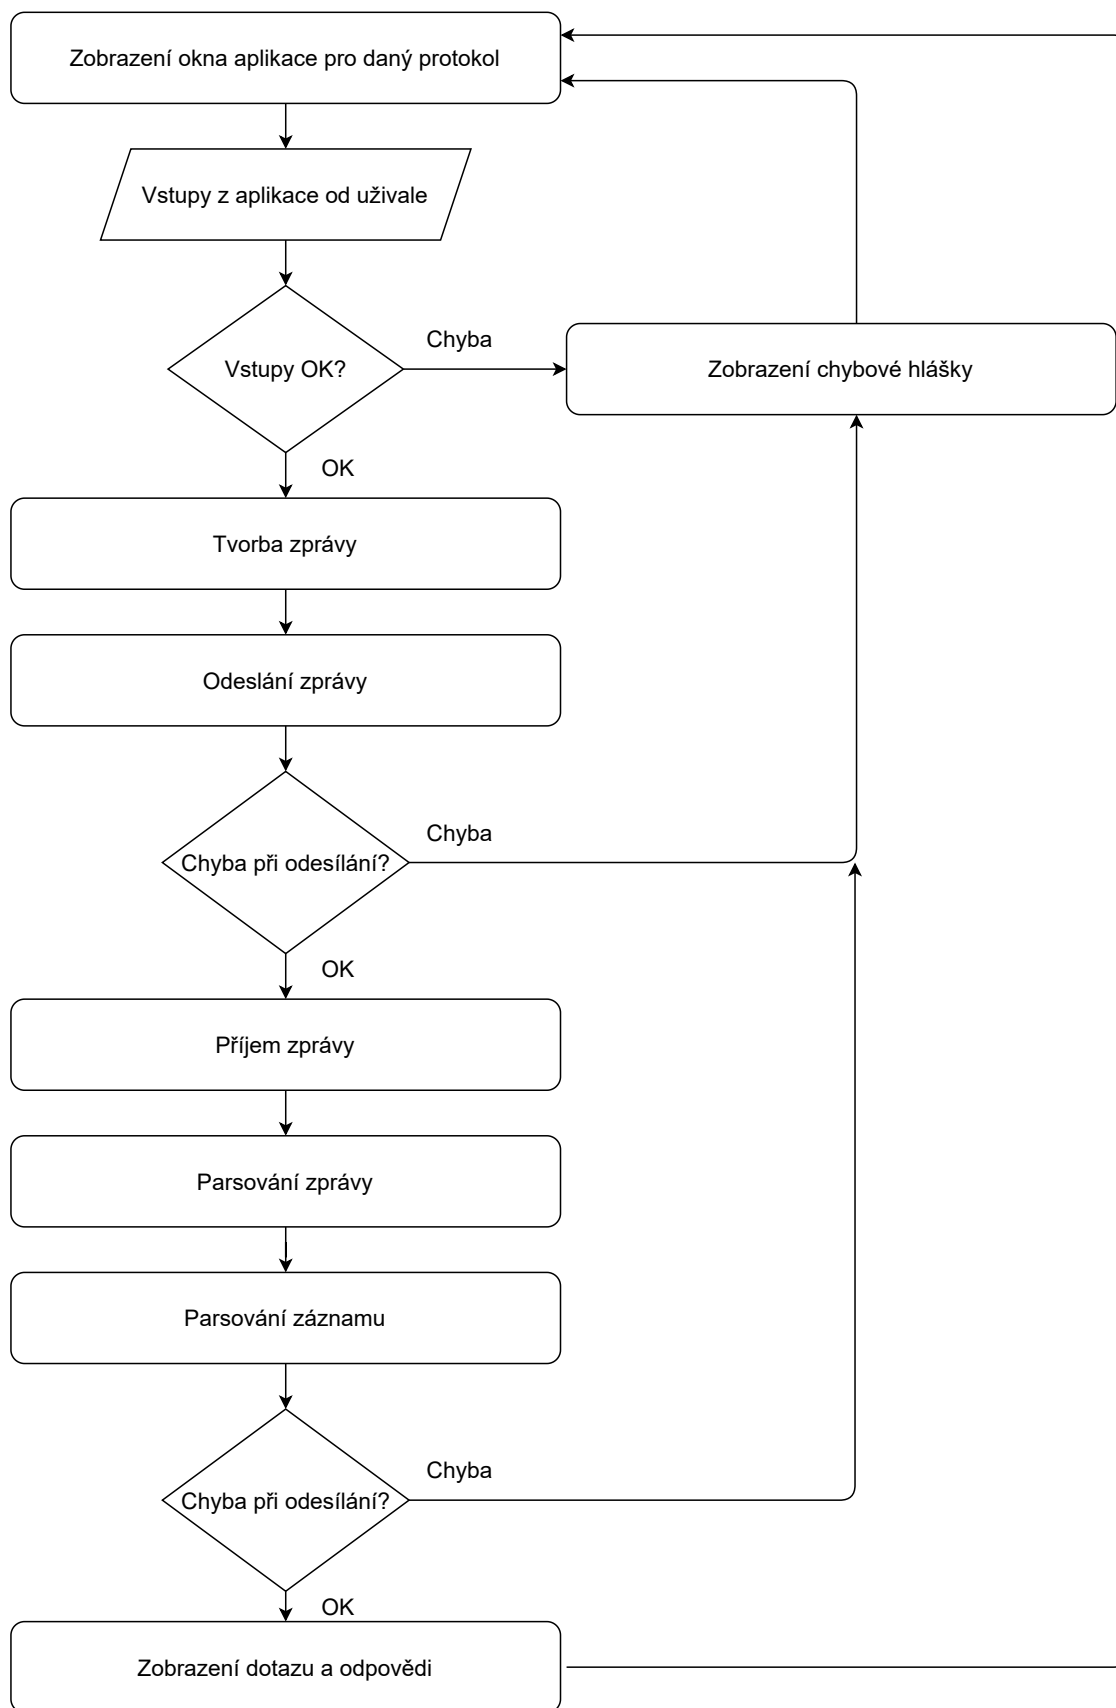 Zobrazení okna aplikace pro daný protokol
Vstupy z aplikace od uživale
Vstupy OK?
Chyba
Zobrazení chybové hlášky
OK
Tvorba zprávy
Odeslání zprávy
Chyba při odesílání?
Chyba
OK
Příjem zprávy
Parsování zprávy
Parsování záznamu
Chyba při odesílání?
Chyba
OK
Zobrazení dotazu a odpovědi